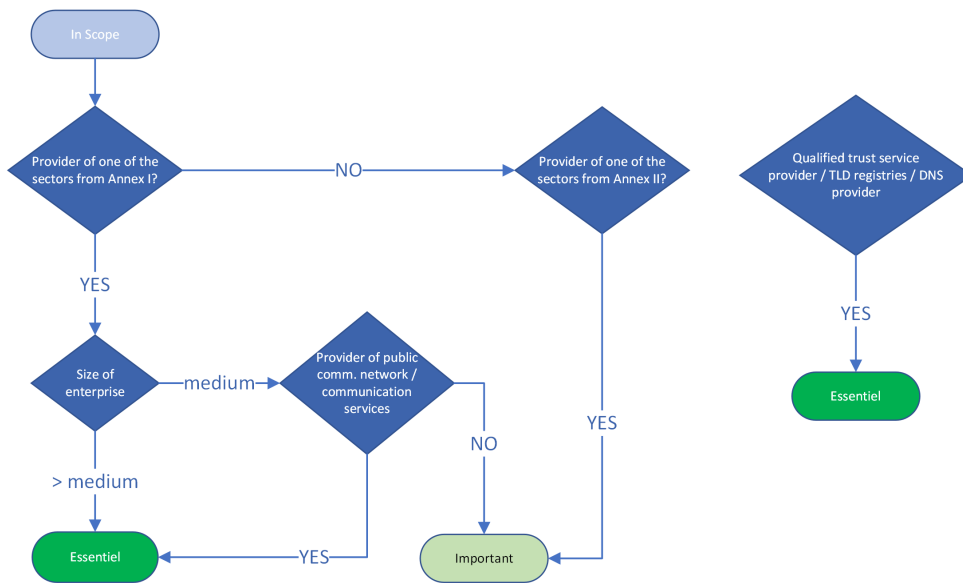 In Scope
Provider of one of the
sectors from Annex I?
NO
Provider of one of the
sectors from Annex II?
Qualified trust service
provider / TLD registries / DNS
provider
YES
YES
Size of
enterprise
medium
Provider of public
comm. network /
communication
services
Essentiel
NO
YES
> medium
Essentiel
YES
Important